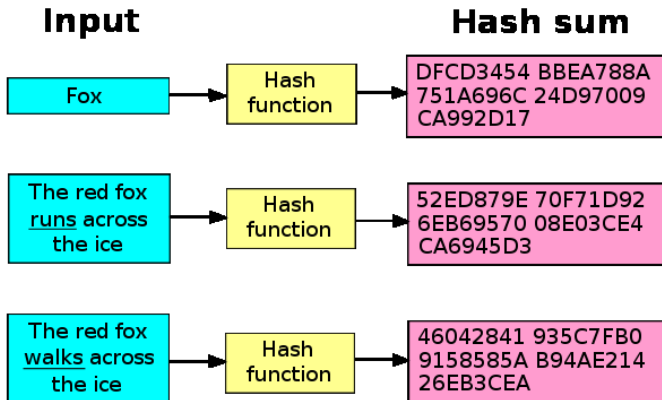 Input
Hash sum
Fox
Hash
function
DFCD3454 BBEA788A
751A696C 24D97009
CA992D17
The red fox
runs across
the ice
Hash
function
52ED879E 70F71D92
6EB69570 08E03CE4
CA6945D3
The red fox
walks across
the ice
Hash
function
46042841 935C7FB0
9158585A B94AE214
26EB3CEA